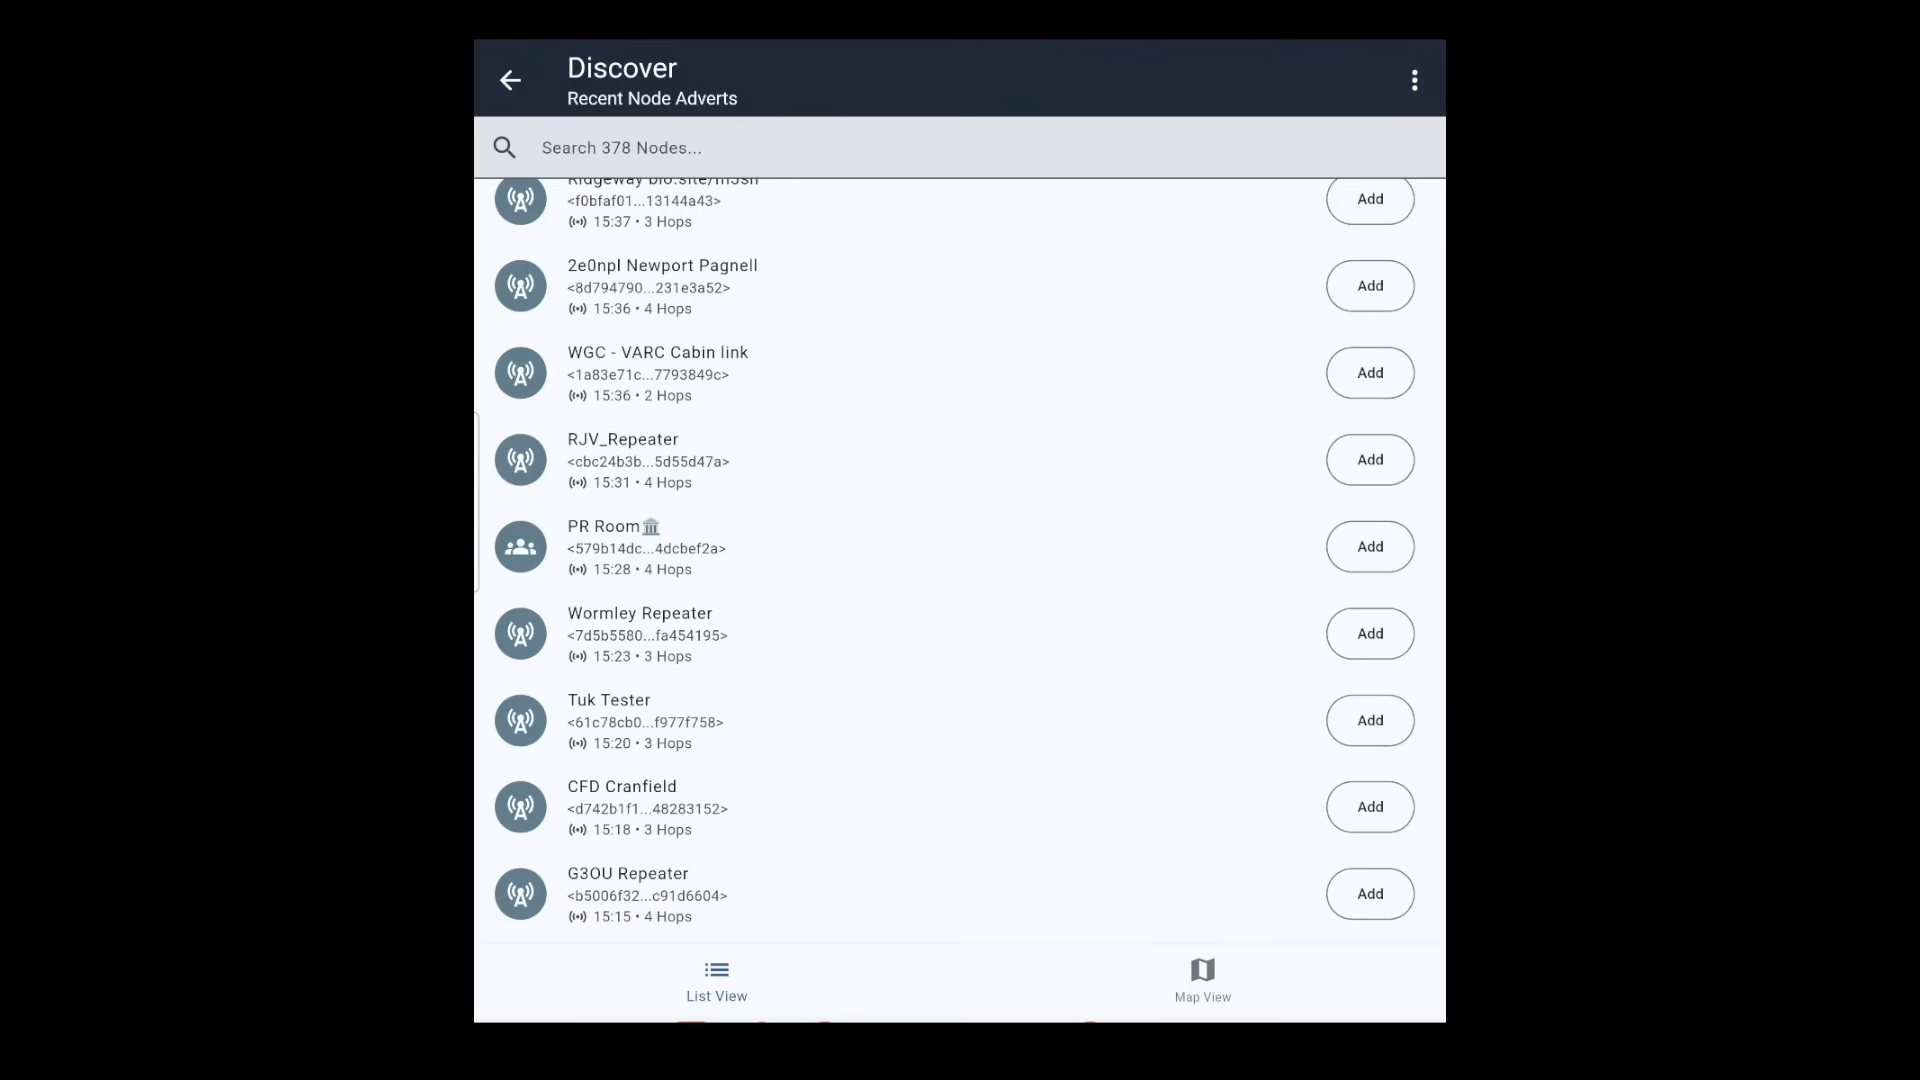 Discover
Recent Node Adverts
Search 378 Nodes...
Ridgeway bio.site/m5sh
<f0bfaf01...13144a43>
15:37 • 3 Hops
Add
2e0npl Newport Pagnell
<8d794790...231e3a52>
15:36 • 4 Hops
Add
WGC - VARC Cabin link
<1a83e71c...7793849c>
15:36 • 2 Hops
Add
RJV_Repeater
<cbc24b3b...5d55d47a>
15:31 • 4 Hops
Add
PR Room🏛️
<579b14dc...4dcbef2a>
15:28 • 4 Hops
Add
Wormley Repeater
<7d5b5580...fa454195>
15:23 • 3 Hops
Add
Tuk Tester
<61c78cb0...f977f758>
15:20 • 3 Hops
Add
CFD Cranfield
<d742b1f1...48283152>
15:18 • 3 Hops
Add
G3OU Repeater
<b5006f32...c91d6604>
15:15 • 4 Hops
Add
List View
Map View